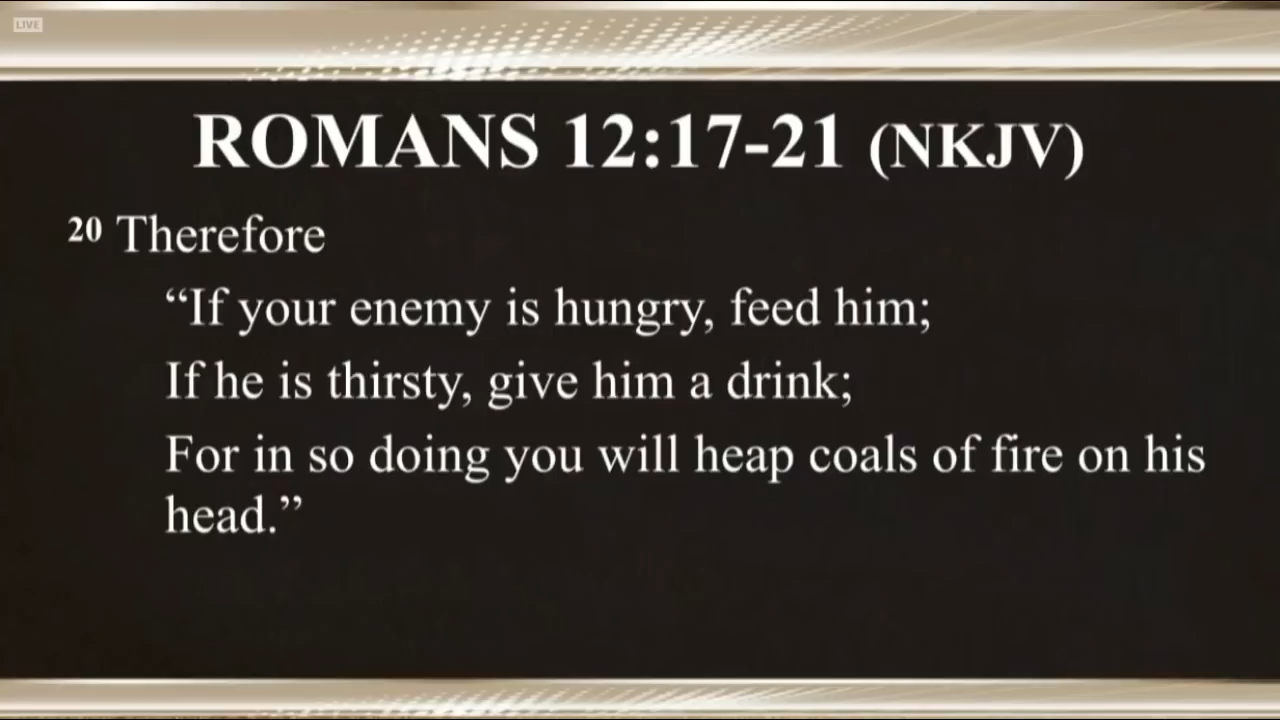 LIVE
ROMANS 12:17-21 (NKJV)
20 Therefore
“If your enemy is hungry, feed him;
If he is thirsty, give him a drink;
For in so doing you will heap coals of fire on his
head.”